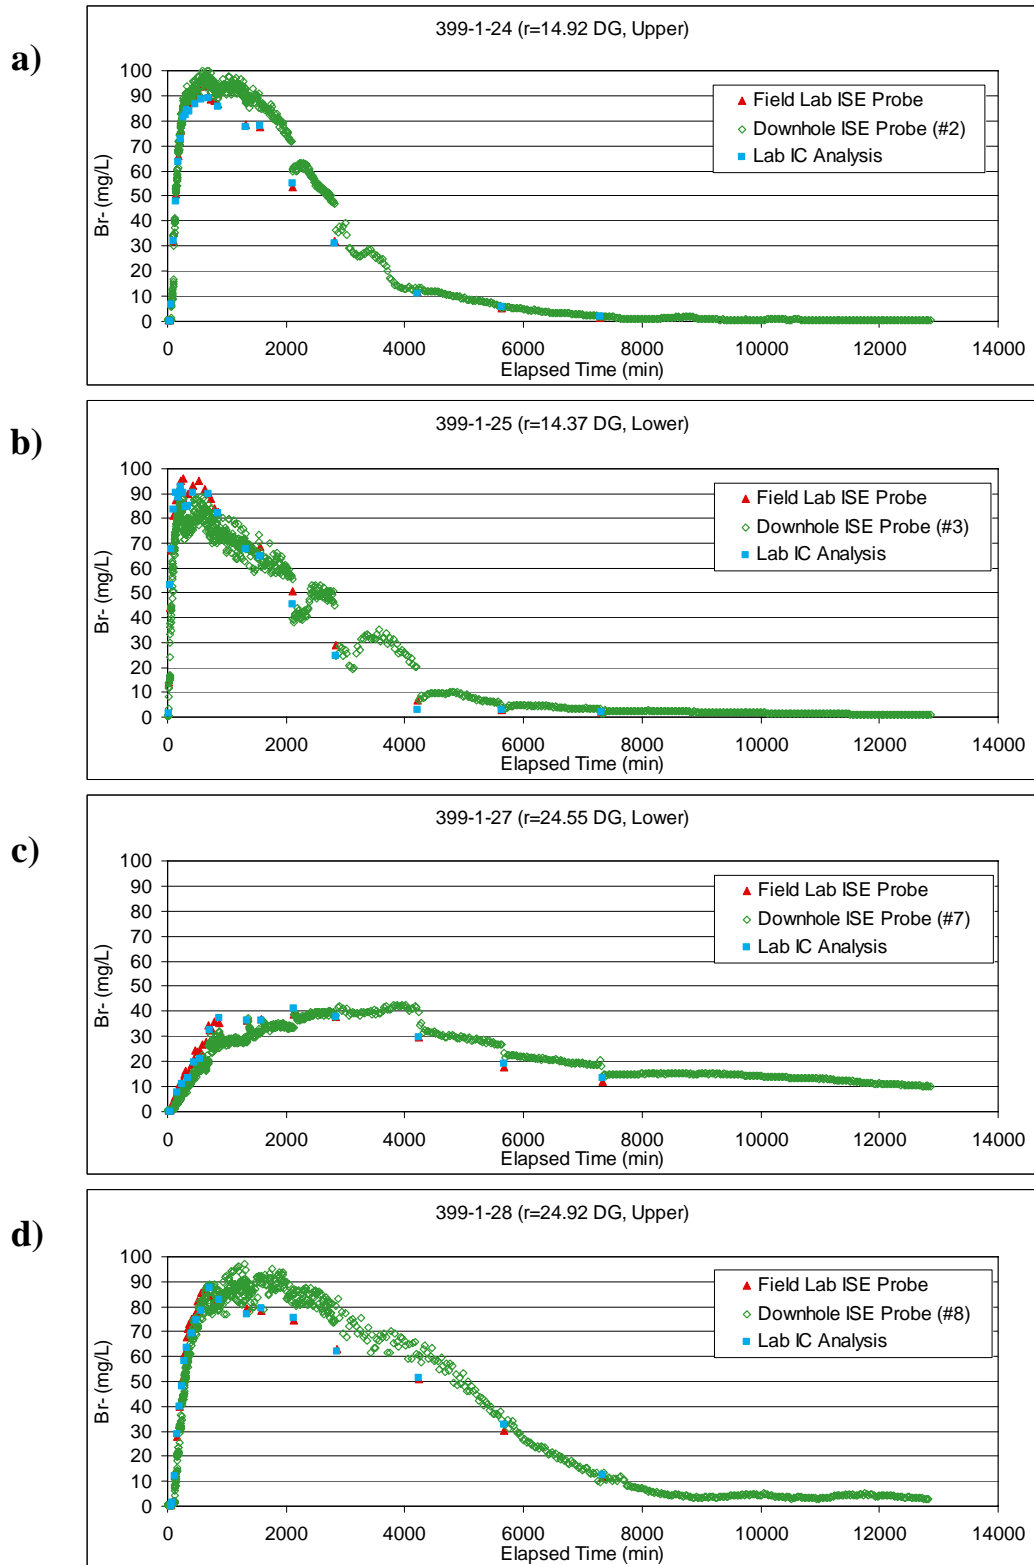 a)
399-1-24 (r=14.92 DG, Upper)
100
90
80
70
60
50
40
30
20
10
0
Br- (mg/L)
Field Lab ISE Probe
Downhole ISE Probe (#2)
Lab IC Analysis
0 2000 4000 6000 8000 10000 12000 14000
Elapsed Time (min)
b)
399-1-25 (r=14.37 DG, Lower)
100
90
80
70
60
50
40
30
20
10
0
Br- (mg/L)
Field Lab ISE Probe
Downhole ISE Probe (#3)
Lab IC Analysis
0 2000 4000 6000 8000 10000 12000 14000
Elapsed Time (min)
c)
399-1-27 (r=24.55 DG, Lower)
100
90
80
70
60
50
40
30
20
10
0
Br- (mg/L)
Field Lab ISE Probe
Downhole ISE Probe (#7)
Lab IC Analysis
0 2000 4000 6000 8000 10000 12000 14000
Elapsed Time (min)
d)
399-1-28 (r=24.92 DG, Upper)
100
90
80
70
60
50
40
30
20
10
0
Br- (mg/L)
Field Lab ISE Probe
Downhole ISE Probe (#8)
Lab IC Analysis
0 2000 4000 6000 8000 10000 12000 14000
Elapsed Time (min)